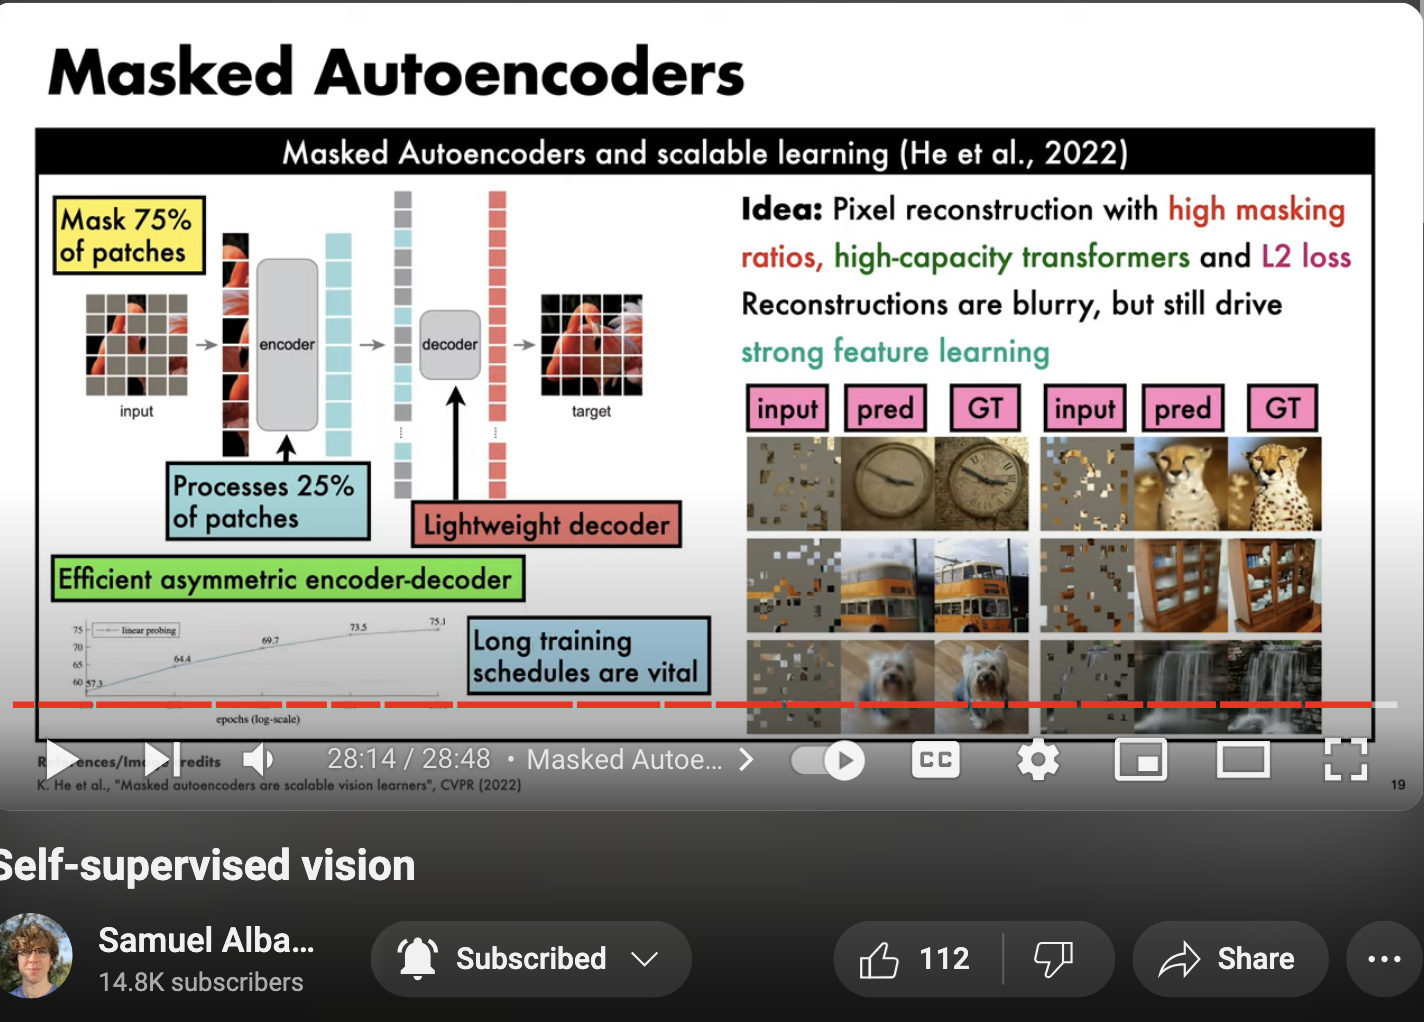 Masked Autoencoders
Masked Autoencoders and scalable learning (He et al., 2022)
Mask 75%
of patches
input
encoder
decoder
target
Processes 25%
of patches
Lightweight decoder
Efficient asymmetric encoder-decoder
75
70
65
60
linear probing
57.3
64.4
69.7
73.5
75.1
epochs (log-scale)
Long training
schedules are vital
Idea: Pixel reconstruction with high masking
ratios, high-capacity transformers and L2 loss
Reconstructions are blurry, but still drive
strong feature learning
input pred GT input pred GT
28:14 / 28:48 • Masked Autoe...
CC
K. He et al., "Masked autoencoders are scalable vision learners", CVPR (2022)
19
Self-supervised vision
Samuel Alba...
14.8K subscribers
Subscribed
112
Share